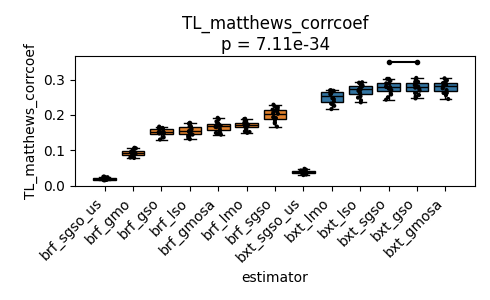 TL_matthews_corrcoef
p = 7.11e-34
TL_matthews_corrcoef
0.3
0.2
0.1
0.0
brf_sgso_us
brf_gmo
brf_gso
brf_lso
brf_gmosa
brf_lmo
brf_sgso
bxt_sgso_us
bxt_lmo
bxt_lso
bxt_sgso
bxt_gso
bxt_gmosa
estimator